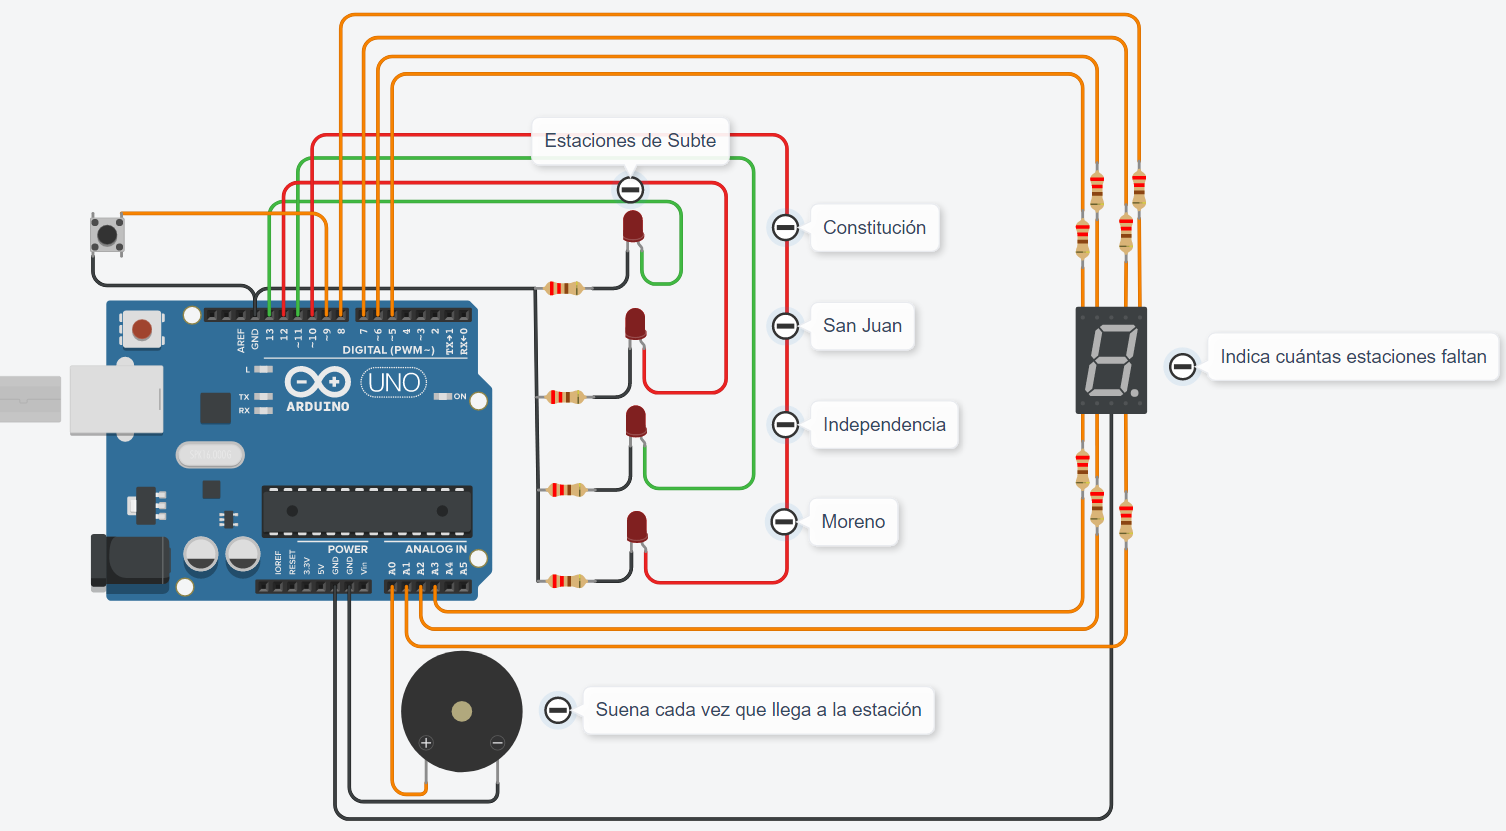 Estaciones de Subte
Constitución
San Juan
Independencia
Moreno
Indica cuántas estaciones faltan
Suena cada vez que llega a la estación
AREF
GND
13
12
~11
~10
~9
8
7
~6
~5
4
~3
2
TX→1
RX←0
DIGITAL (PWM~)
L
TX
RX
UNO
ARDUINO
ON
POWER
ANALOG IN
IOREF
RESET
3.3V
5V
GND
GND
Vin
A0
A1
A2
A3
A4
A5
+
−